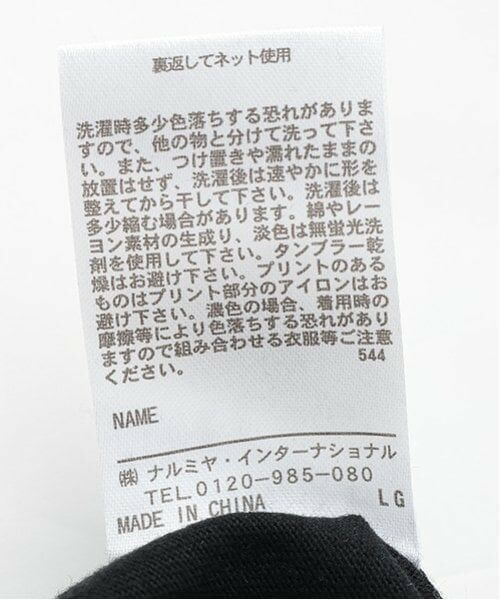 裏返してネット使用
洗濯時多少色落ちする恐れがありま
すので、他の物と分けて洗って下さ
い。また、つけ置きや濡れたままの
放置はせず、洗濯後は速やかに形を
整えてから干して下さい。洗濯後は
多少縮む場合があります。綿やレー
ヨン素材の生成り、淡色は無蛍光洗
剤を使用して下さい。タンブラー乾
燥はお避け下さい。プリントのある
ものはプリント部分のアイロンはお
避け下さい。濃色の場合、着用時の
摩擦等により色落ちする恐れがあり
ますので組み合わせる衣服等ご注意
ください。 544
NAME
㈱ ナルミヤ・インターナショナル
TEL.0120-985-080
MADE IN CHINA LG